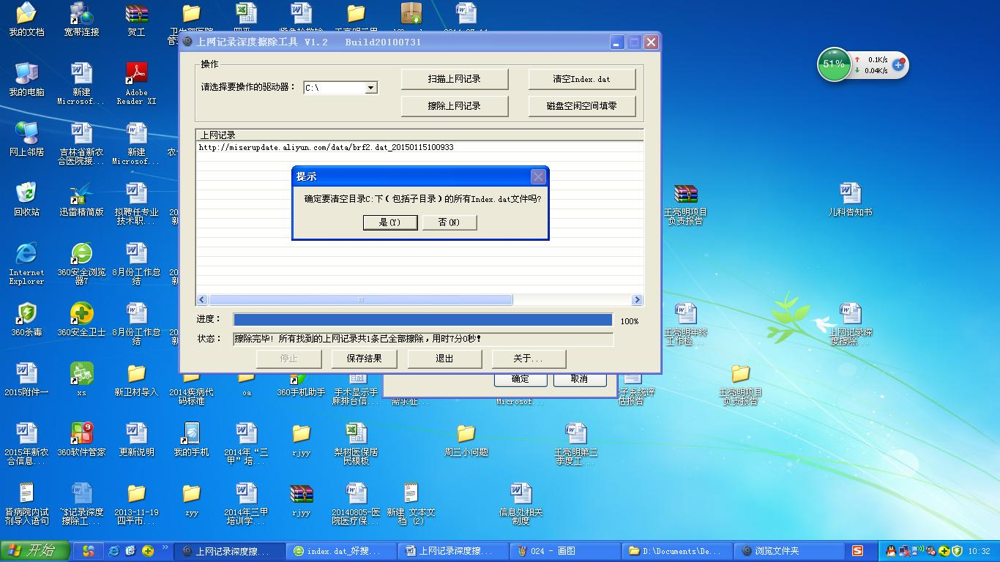 我的文档
宽带连接
贺工
上网记录深度擦除工具 V1.2 Build20100731
操作
请选择要操作的驱动器：
C:\
扫描上网记录
清空Index.dat
擦除上网记录
磁盘空闲空间填零
上网记录
http://miserupdate.aliyun.com/data/brf2.dat_20150115100933
提示
确定要清空目录C:下（包括子目录）的所有Index.dat文件吗?
是(Y)
否(N)
进度：
100%
状态：
擦除完毕！所有找到的上网记录共1条已全部擦除，用时7分0秒！
停止
保存结果
退出
关于...
确定
取消
51%
0.1K/s
0.04K/s
我的电脑
新建
Microsof...
Adobe
Reader XI
网上邻居
吉林省新农
合医院接...
新建
Microsof...
回收站
迅雷精简版
拟聘任专业
技术职...
王亮明项目
负责报告
儿科告知书
Internet
Explorer
360安全浏览
器7
8月份工作总
结
360杀毒
360安全卫士
8月份工作总
结
王亮明年终
工作检...
上网记录深
度擦除...
2015附件一
xs
新卫材导入
2014疾病代
码标准
oa
360手机助手
手术显示手
麻排台信...
需求征...
Microsof...
子系统评
估报告
王亮明项目
负责报告
2015年新农
合信息...
360软件管家
9
更新说明
我的手机
2014年“三
甲”培...
rjyy
梨树医保居
民模板
周三小问题
王亮明第三
季度工...
肾病院内试
剂导入语句
~$记录深度
擦除工...
2013-11-19
四平市...
zyy
2014年三甲
培训学...
rjyy
20140805-医
院医疗保...
新建 文本文
档 (2)
信息处相关
制度
开始
上网记录深度擦...
index.dat_好搜...
上网记录深度擦...
024 - 画图
D:\Documents\De...
浏览文件夹
10:32